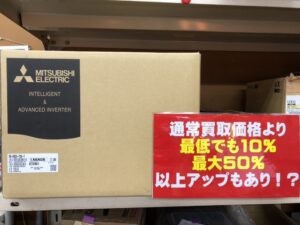 MITSUBISHI
ELECTRIC
INTELLIGENT
&
ADVANCED INVERTER
通常買取価格より
最低でも10%
最大50%
以上アップもあり!?